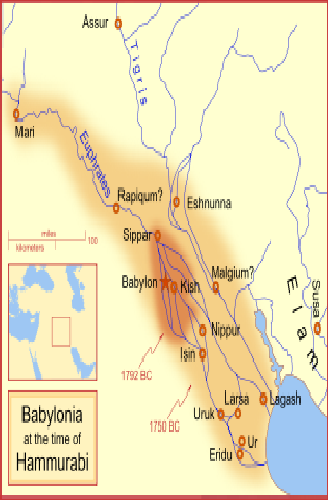 Assur
Tigris
Mari
Euphrates
Rapiqum?
Eshnunna
Sippar
miles
kilometers
100
Babylon
Kish
Malgium?
Elam
Susa
Nippur
Isin
1792 BC
1750 BC
Larsa
Lagash
Uruk
Ur
Eridu
Babylonia
at the time of
Hammurabi